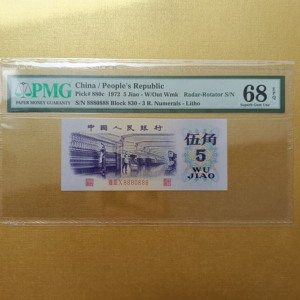 PMG
PAPER MONEY GUARANTY
China / People's Republic
Pick# 880c 1972 5 Jiao - W/Out Wmk Radar-Rotator S/N
S/N 8888888 Block 830 - 3 R. Numerals - Litho
68 EPQ
Superb Gem Unc
中国人民银行
伍角
5
WU
JIAO
8888888